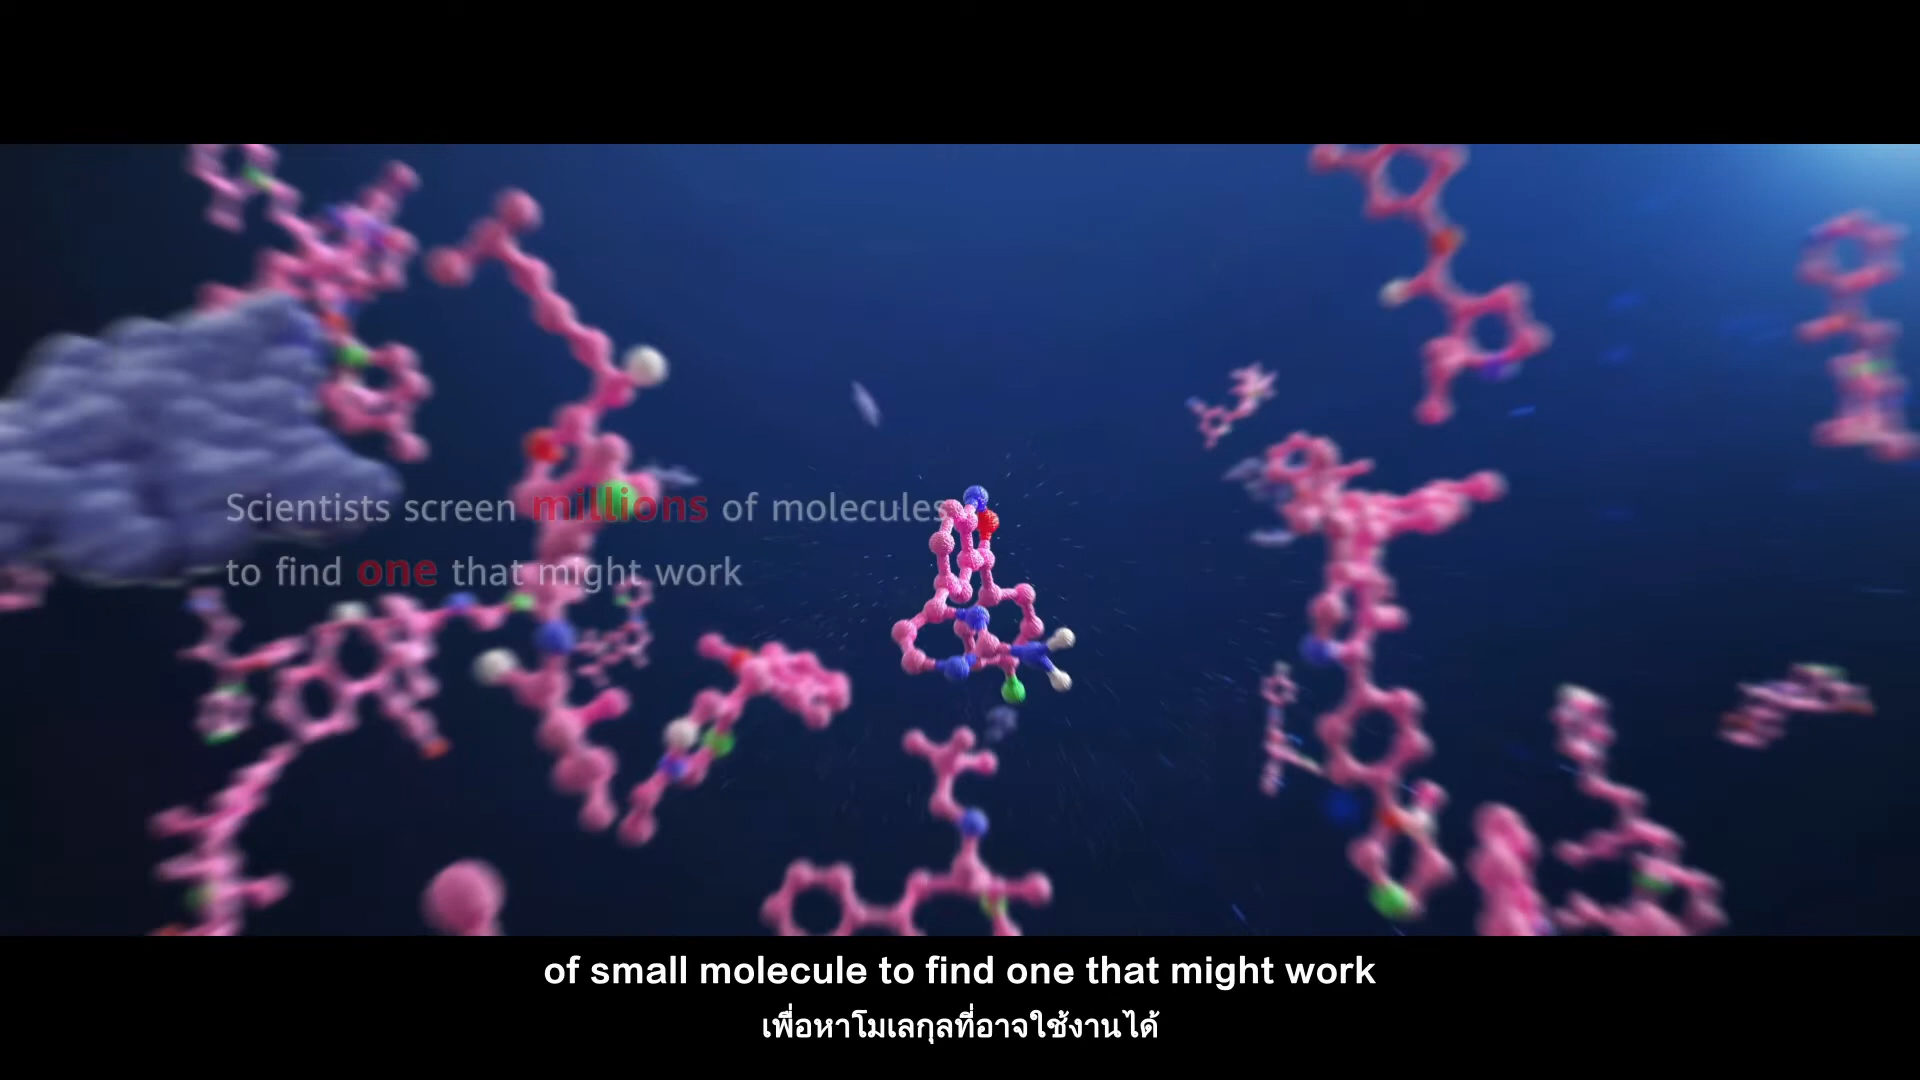 Scientists screen millions of molecules
to find one that might work
of small molecule to find one that might work
เพื่อหาโมเลกุลที่อาจใช้งานได้